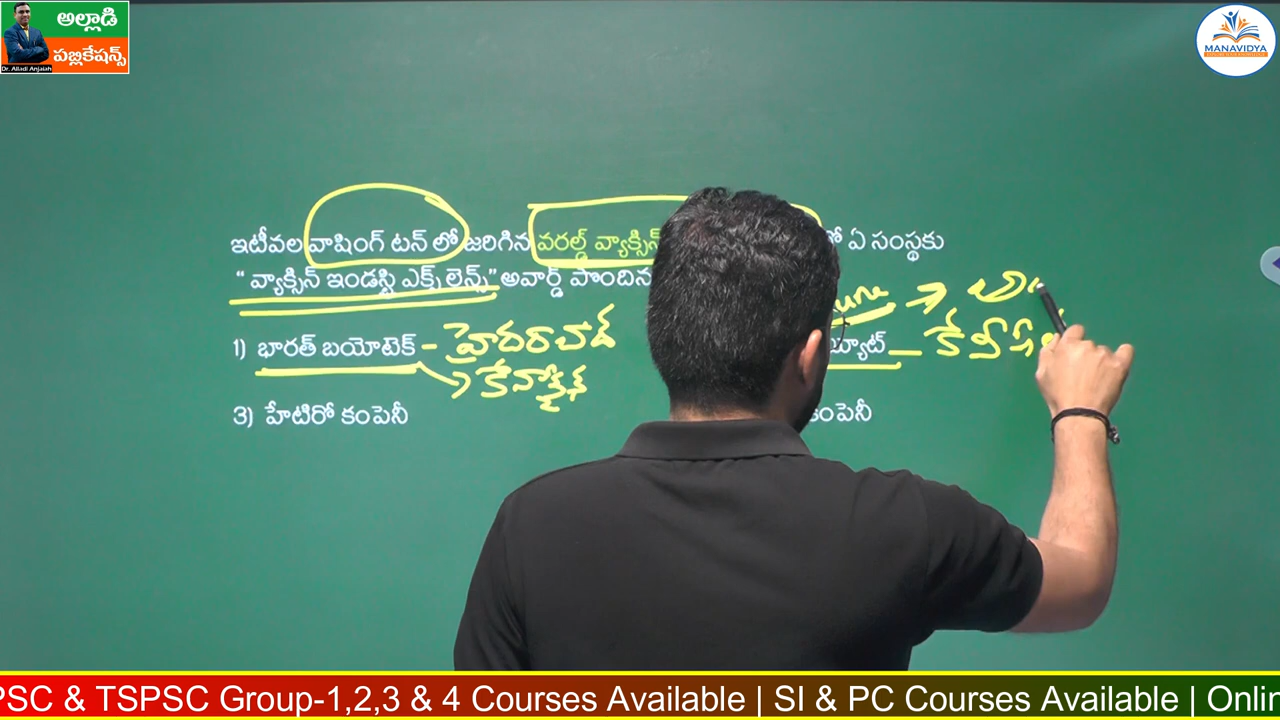 అల్లాడి
పబ్లికేషన్స్
Dr. Alladi Anjaiah
MANAVIDYA
ఇటీవల వాషింగ్ టన్ లో జరిగిన వరల్డ్ వ్యాక్సిన్ ఏ సంస్థకు
“ వ్యాక్సిన్ ఇండస్ట్రి ఎక్స్ లెన్స్” అవార్డ్ పొందిన
1) భారత్ బయోటెక్ - హైదరాబాద్
కేవాక్సిన్
3) హేటిరో కంపెనీ కంపెనీ
PSC & TSPSC Group-1,2,3 & 4 Courses Available | SI & PC Courses Available | Onlin